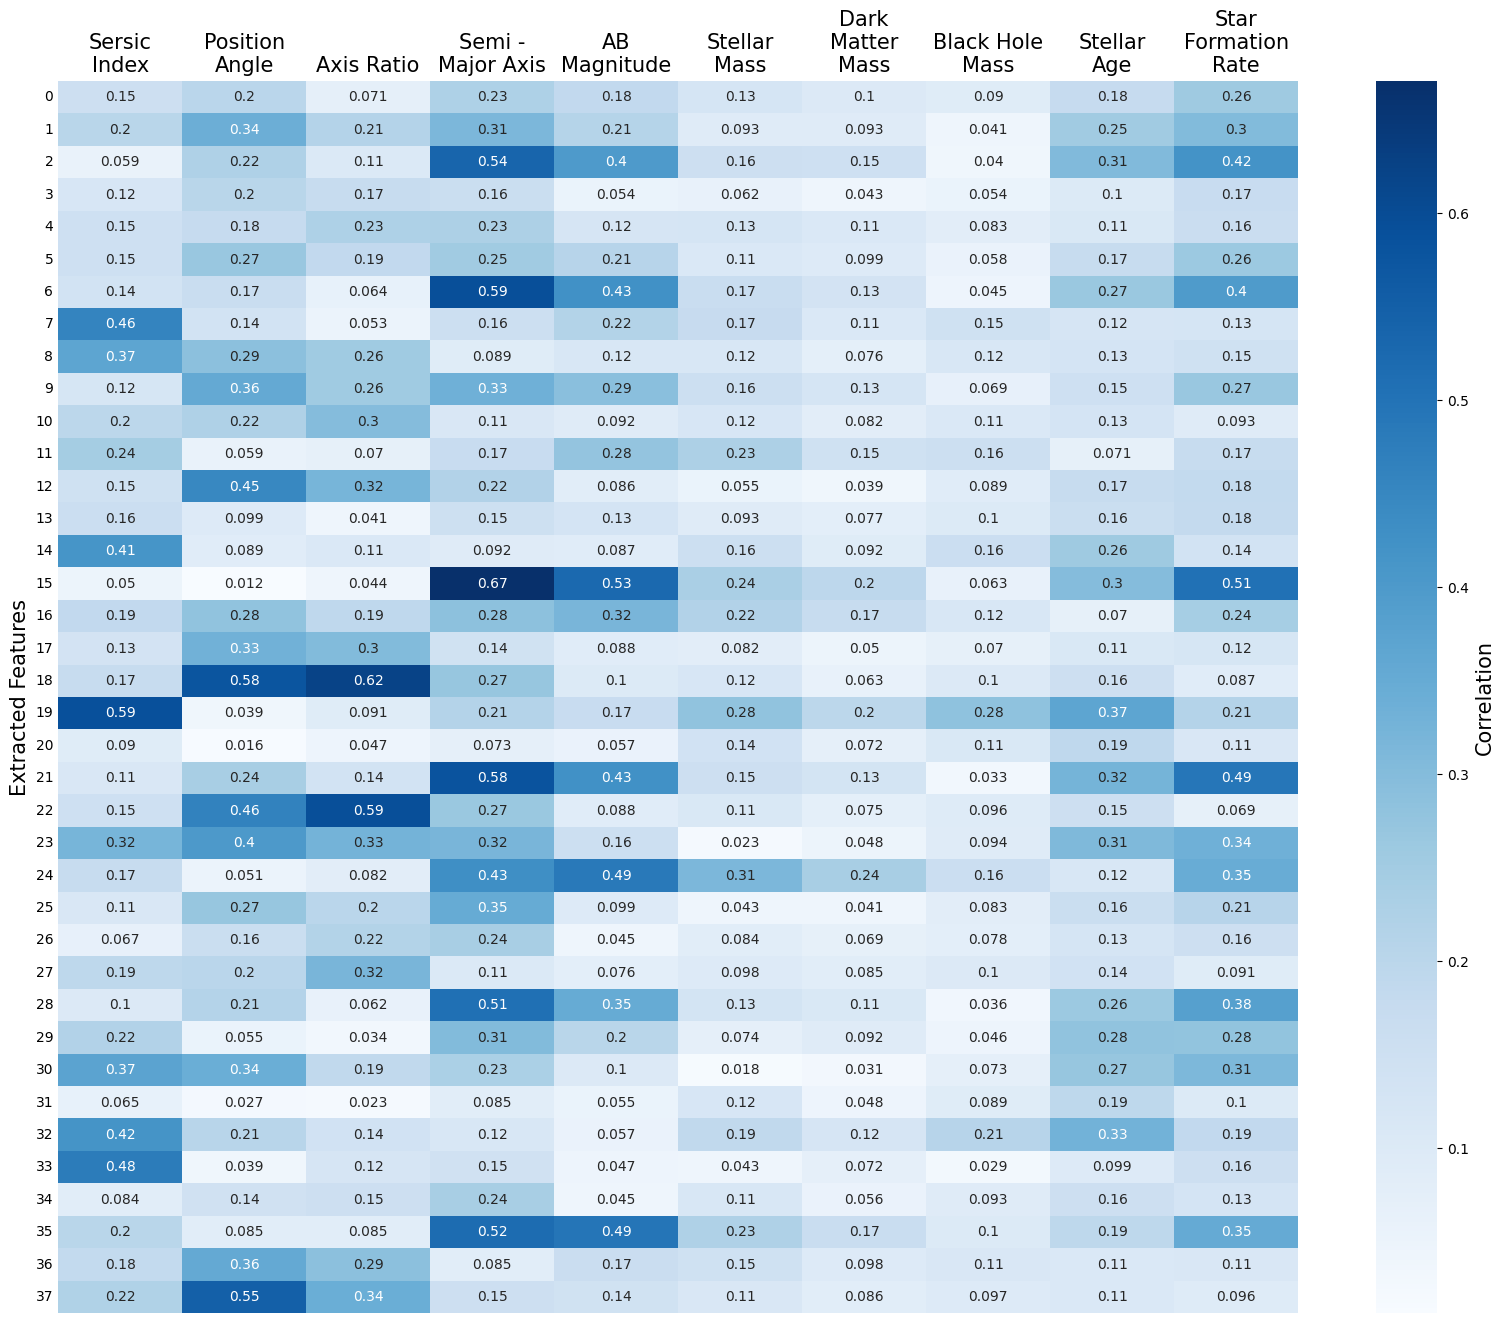 Dark
Star
Sersic Position Semi - AB Stellar Matter Black Hole Stellar Formation
Index Angle Axis Ratio Major Axis Magnitude Mass Mass Mass Age Rate
0 0.15 0.2 0.071 0.23 0.18 0.13 0.1 0.09 0.18 0.26
1 0.2 0.34 0.21 0.31 0.21 0.093 0.093 0.041 0.25 0.3
2 0.059 0.22 0.11 0.54 0.4 0.16 0.15 0.04 0.31 0.42
3 0.12 0.2 0.17 0.16 0.054 0.062 0.043 0.054 0.1 0.17
4 0.15 0.18 0.23 0.23 0.12 0.13 0.11 0.083 0.11 0.16
5 0.15 0.27 0.19 0.25 0.21 0.11 0.099 0.058 0.17 0.26
6 0.14 0.17 0.064 0.59 0.43 0.17 0.13 0.045 0.27 0.4
7 0.46 0.14 0.053 0.16 0.22 0.17 0.11 0.15 0.12 0.13
8 0.37 0.29 0.26 0.089 0.12 0.12 0.076 0.12 0.13 0.15
9 0.12 0.36 0.26 0.33 0.29 0.16 0.13 0.069 0.15 0.27
10 0.2 0.22 0.3 0.11 0.092 0.12 0.082 0.11 0.13 0.093
11 0.24 0.059 0.07 0.17 0.28 0.23 0.15 0.16 0.071 0.17
12 0.15 0.45 0.32 0.22 0.086 0.055 0.039 0.089 0.17 0.18
13 0.16 0.099 0.041 0.15 0.13 0.093 0.077 0.1 0.16 0.18
14 0.41 0.089 0.11 0.092 0.087 0.16 0.092 0.16 0.26 0.14
15 0.05 0.012 0.044 0.67 0.53 0.24 0.2 0.063 0.3 0.51
16 0.19 0.28 0.19 0.28 0.32 0.22 0.17 0.12 0.07 0.24
17 0.13 0.33 0.3 0.14 0.088 0.082 0.05 0.07 0.11 0.12
18 0.17 0.58 0.62 0.27 0.1 0.12 0.063 0.1 0.16 0.087
19 0.59 0.039 0.091 0.21 0.17 0.28 0.2 0.28 0.37 0.21
20 0.09 0.016 0.047 0.073 0.057 0.14 0.072 0.11 0.19 0.11
21 0.11 0.24 0.14 0.58 0.43 0.15 0.13 0.033 0.32 0.49
22 0.15 0.46 0.59 0.27 0.088 0.11 0.075 0.096 0.15 0.069
23 0.32 0.4 0.33 0.32 0.16 0.023 0.048 0.094 0.31 0.34
24 0.17 0.051 0.082 0.43 0.49 0.31 0.24 0.16 0.12 0.35
25 0.11 0.27 0.2 0.35 0.099 0.043 0.041 0.083 0.16 0.21
26 0.067 0.16 0.22 0.24 0.045 0.084 0.069 0.078 0.13 0.16
27 0.19 0.2 0.32 0.11 0.076 0.098 0.085 0.1 0.14 0.091
28 0.1 0.21 0.062 0.51 0.35 0.13 0.11 0.036 0.26 0.38
29 0.22 0.055 0.034 0.31 0.2 0.074 0.092 0.046 0.28 0.28
30 0.37 0.34 0.19 0.23 0.1 0.018 0.031 0.073 0.27 0.31
31 0.065 0.027 0.023 0.085 0.055 0.12 0.048 0.089 0.19 0.1
32 0.42 0.21 0.14 0.12 0.057 0.19 0.12 0.21 0.33 0.19
33 0.48 0.039 0.12 0.15 0.047 0.043 0.072 0.029 0.099 0.16
34 0.084 0.14 0.15 0.24 0.045 0.11 0.056 0.093 0.16 0.13
35 0.2 0.085 0.085 0.52 0.49 0.23 0.17 0.1 0.19 0.35
36 0.18 0.36 0.29 0.085 0.17 0.15 0.098 0.11 0.11 0.11
37 0.22 0.55 0.34 0.15 0.14 0.11 0.086 0.097 0.11 0.096
Extracted Features
0.6
0.5
0.4
0.3
0.2
0.1
Correlation